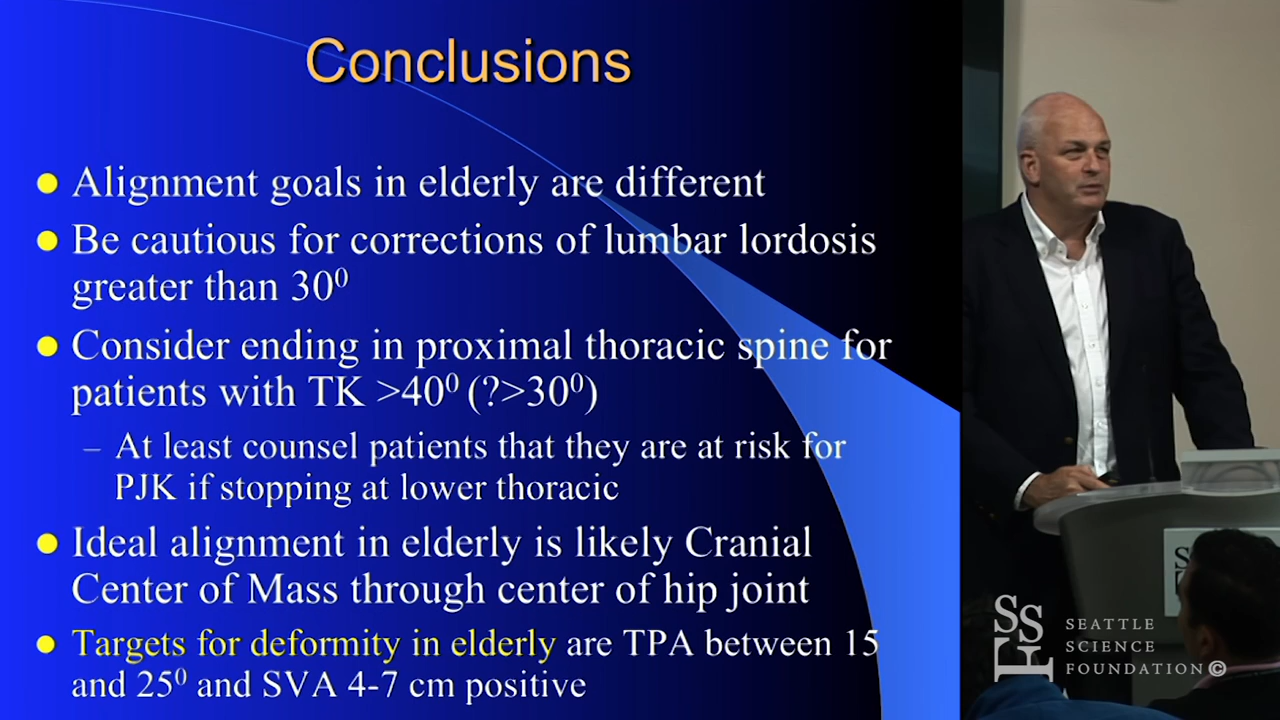 Conclusions
Alignment goals in elderly are different
Be cautious for corrections of lumbar lordosis
greater than 30⁰
Consider ending in proximal thoracic spine for
patients with TK >40⁰ (?>30⁰)
– At least counsel patients that they are at risk for
PJK if stopping at lower thoracic
Ideal alignment in elderly is likely Cranial
Center of Mass through center of hip joint
Targets for deformity in elderly are TPA between 15
and 25⁰ and SVA 4-7 cm positive
SSF
SEATTLE
SCIENCE
FOUNDATION©